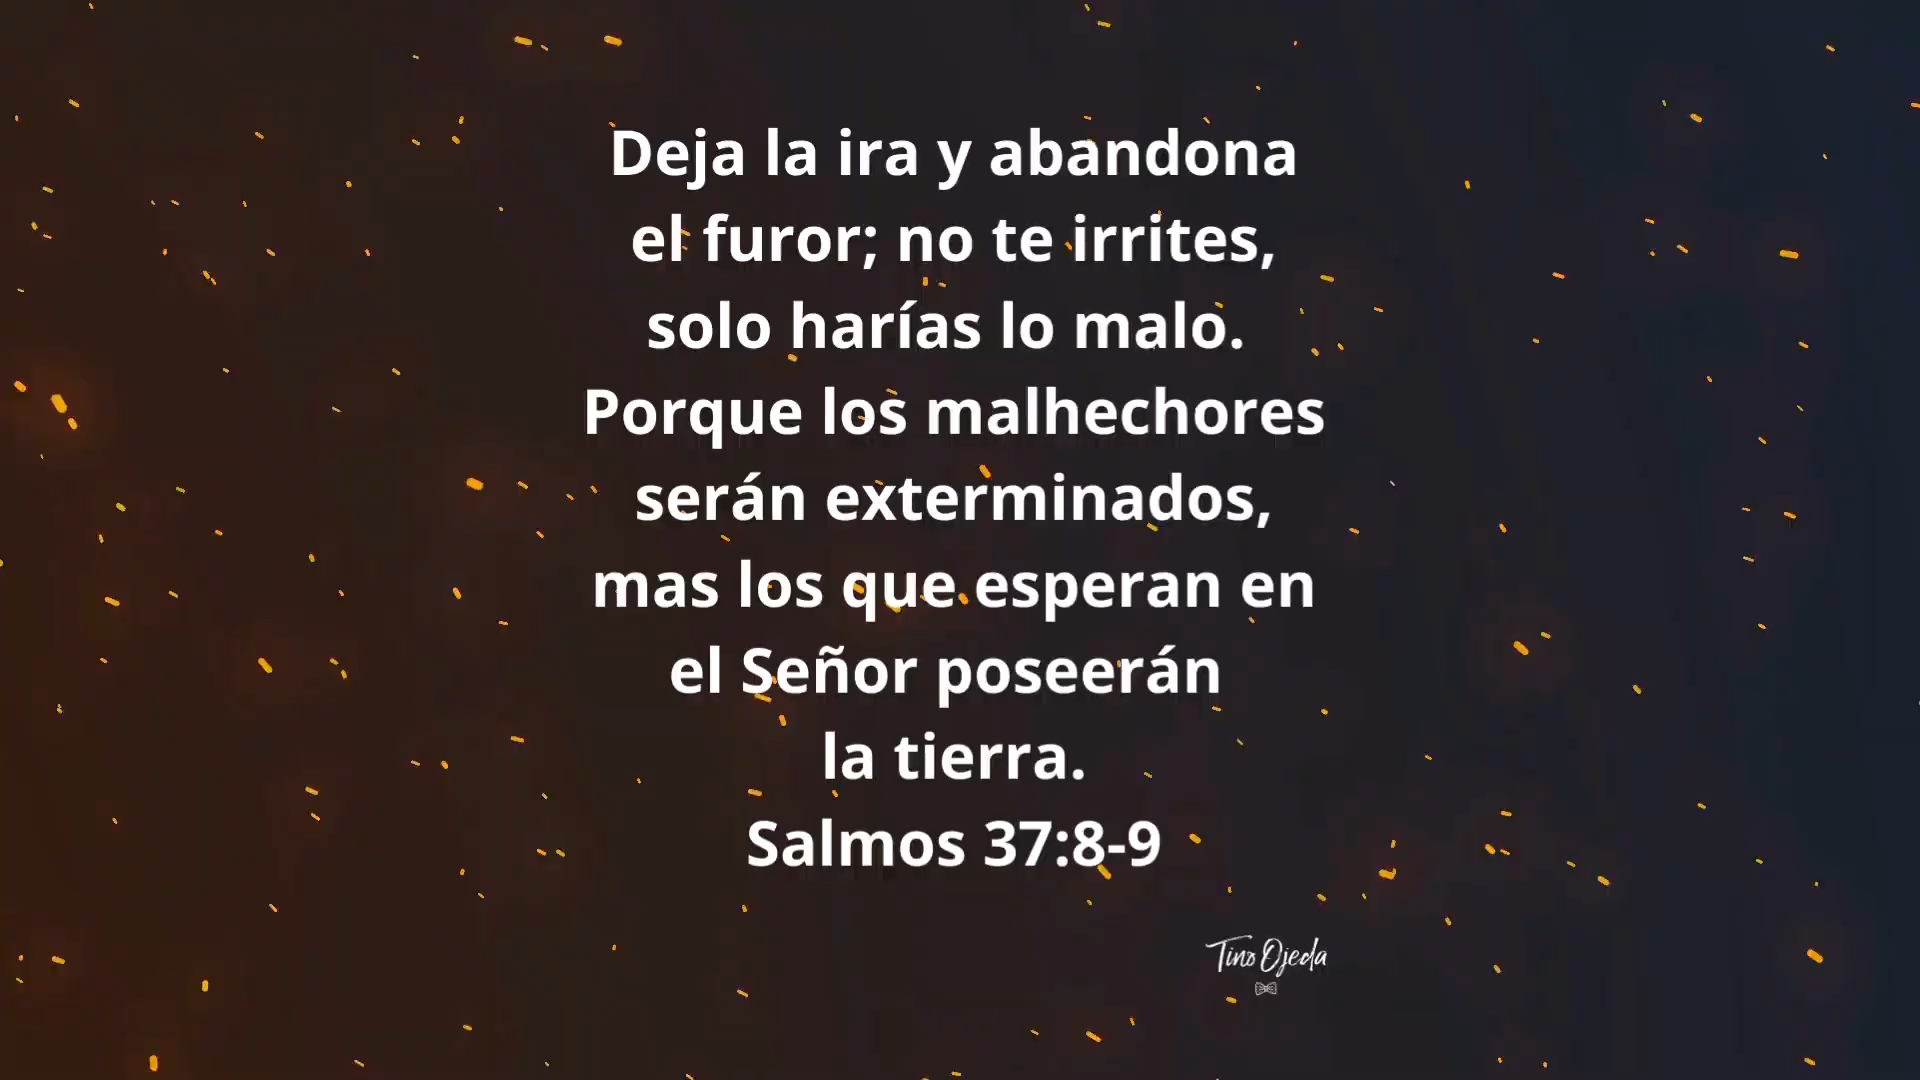 Deja la ira y abandona
el furor; no te irrites,
solo harías lo malo.
Porque los malhechores
serán exterminados,
mas los que esperan en
el Señor poseerán
la tierra.
Salmos 37:8-9
Tino Ojeda